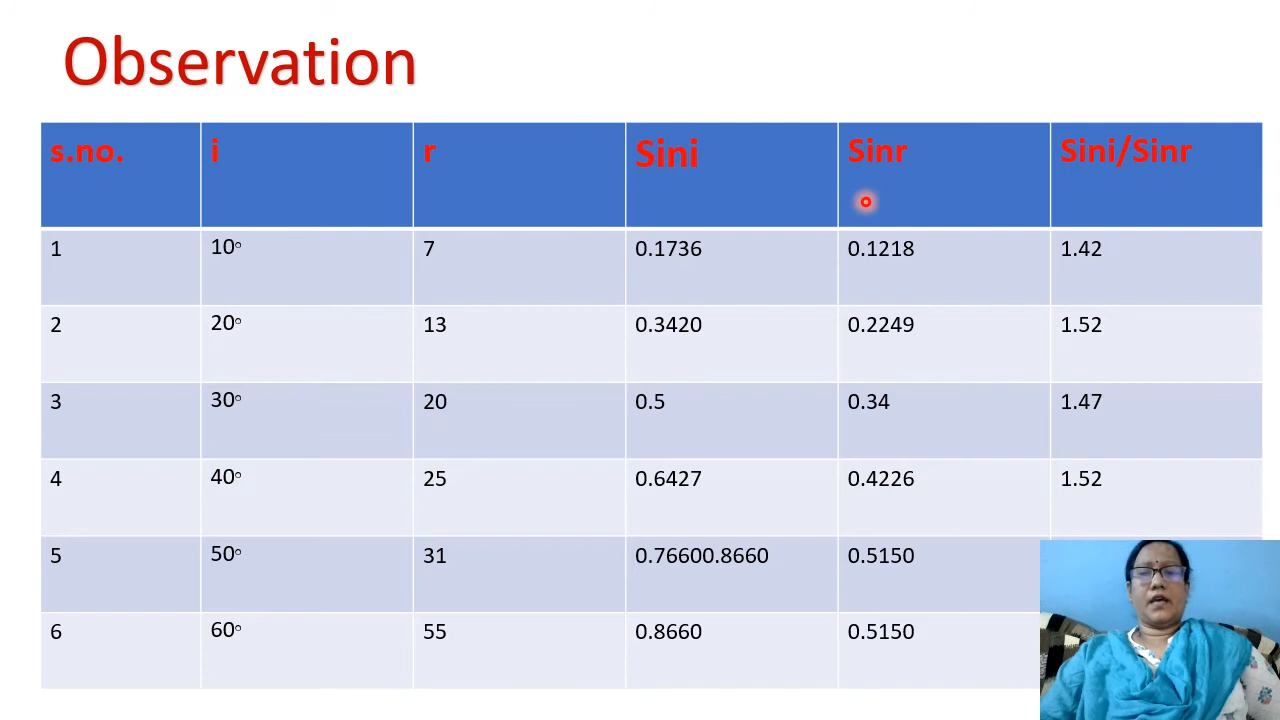 Observation
s.no. i r Sini Sinr Sini/Sinr
1 10° 7 0.1736 0.1218 1.42
2 20° 13 0.3420 0.2249 1.52
3 30° 20 0.5 0.34 1.47
4 40° 25 0.6427 0.4226 1.52
5 50° 31 0.76600.8660 0.5150
6 60° 55 0.8660 0.5150